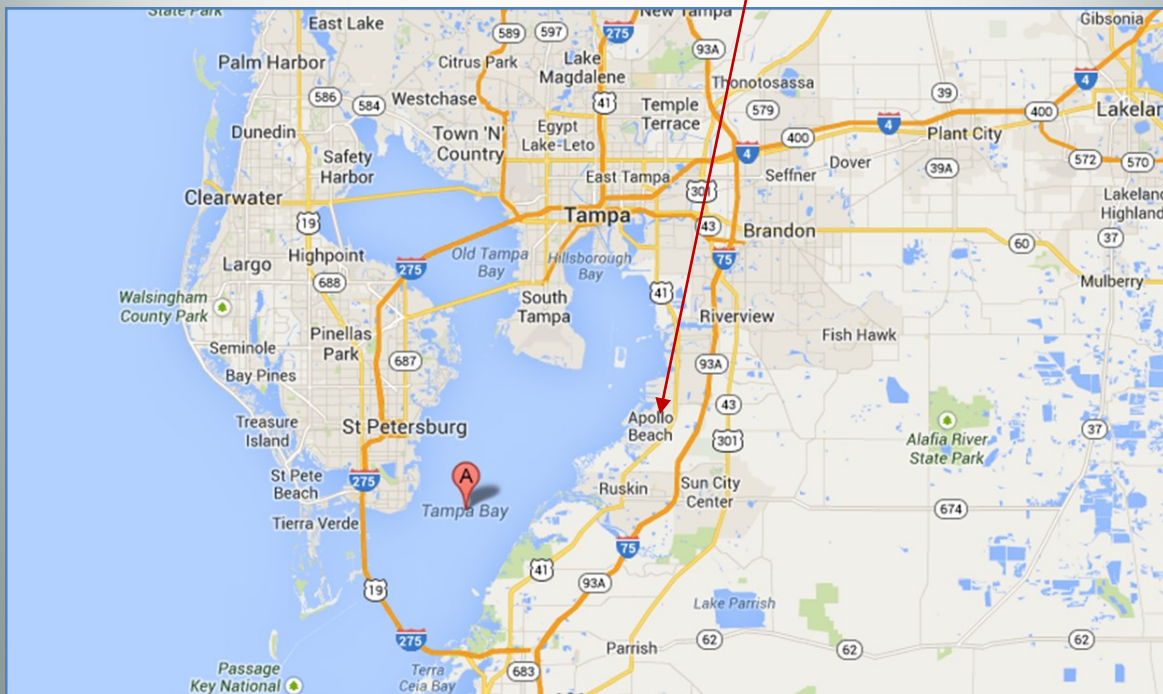 State Park
East Lake
589
597
275
New Tampa
Gibsonia
Palm Harbor
Citrus Park
Lake
Magdalene
93A
Thonotosassa
4
586
584
Westchase
41
Temple
Terrace
579
39
400
Lakelan
Dunedin
Town 'N'
Country
Egypt
Lake-Leto
4
400
4
Plant City
Safety
Harbor
East Tampa
Seffner
Dover
39A
572
570
Clearwater
301
Lakeland
Highland
19
Tampa
43
Brandon
60
37
Largo
Highpoint
275
Old Tampa
Bay
Hillsborough
Bay
75
688
41
Mulberry
Walsingham
County Park
South
Tampa
Riverview
Fish Hawk
Pinellas
Park
Seminole
687
93A
Bay Pines
43
Treasure
Island
St Petersburg
Apollo
Beach
301
Alafia River
State Park
37
St Pete
Beach
275
A
Ruskin
Sun City
Center
Tierra Verde
Tampa Bay
674
75
41
93A
19
Lake Parrish
275
62
62
62
Parrish
Passage
Key National
Terra
Ceia Bay
683